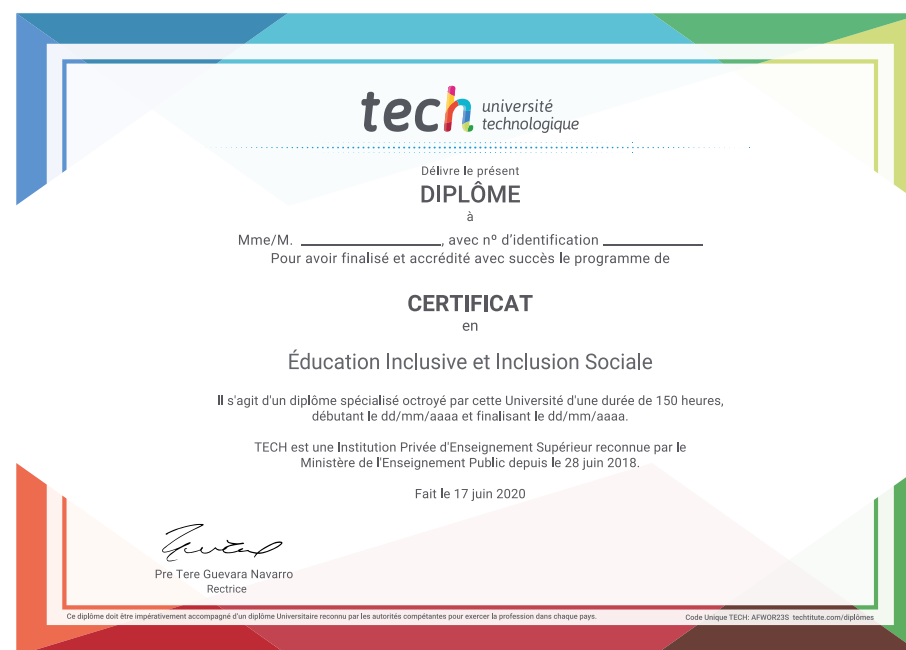 tech université
technologique
Délivre le présent
DIPLÔME
à
Mme/M. ____________________, avec nº d'identification ______________
Pour avoir finalisé et accrédité avec succès le programme de
CERTIFICAT
en
Éducation Inclusive et Inclusion Sociale
Il s'agit d'un diplôme spécialisé octroyé par cette Université d'une durée de 150 heures,
débutant le dd/mm/aaaa et finalisant le dd/mm/aaaa.
TECH est une Institution Privée d'Enseignement Supérieur reconnue par le
Ministère de l'Enseignement Public depuis le 28 juin 2018.
Fait le 17 juin 2020
Pre Tere Guevara Navarro
Rectrice
Ce diplôme doit être impérativement accompagné d'un diplôme Universitaire reconnu par les autorités compétantes pour exercer la profession dans chaque pays.
Code Unique TECH: AFWOR23S techtitute.com/diplômes